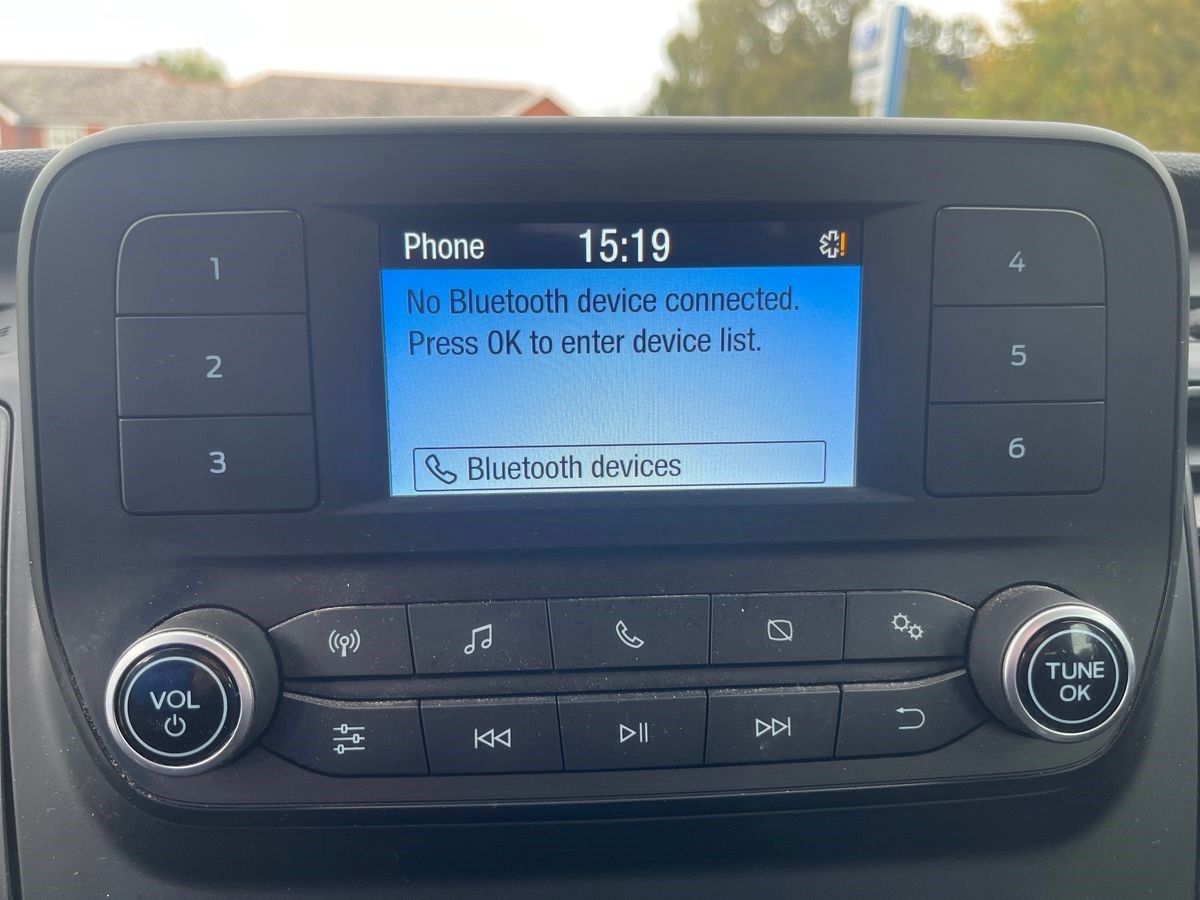 Phone 15:19
No Bluetooth device connected.
Press OK to enter device list.
Bluetooth devices
1
2
3
4
5
6
VOL
TUNE
OK